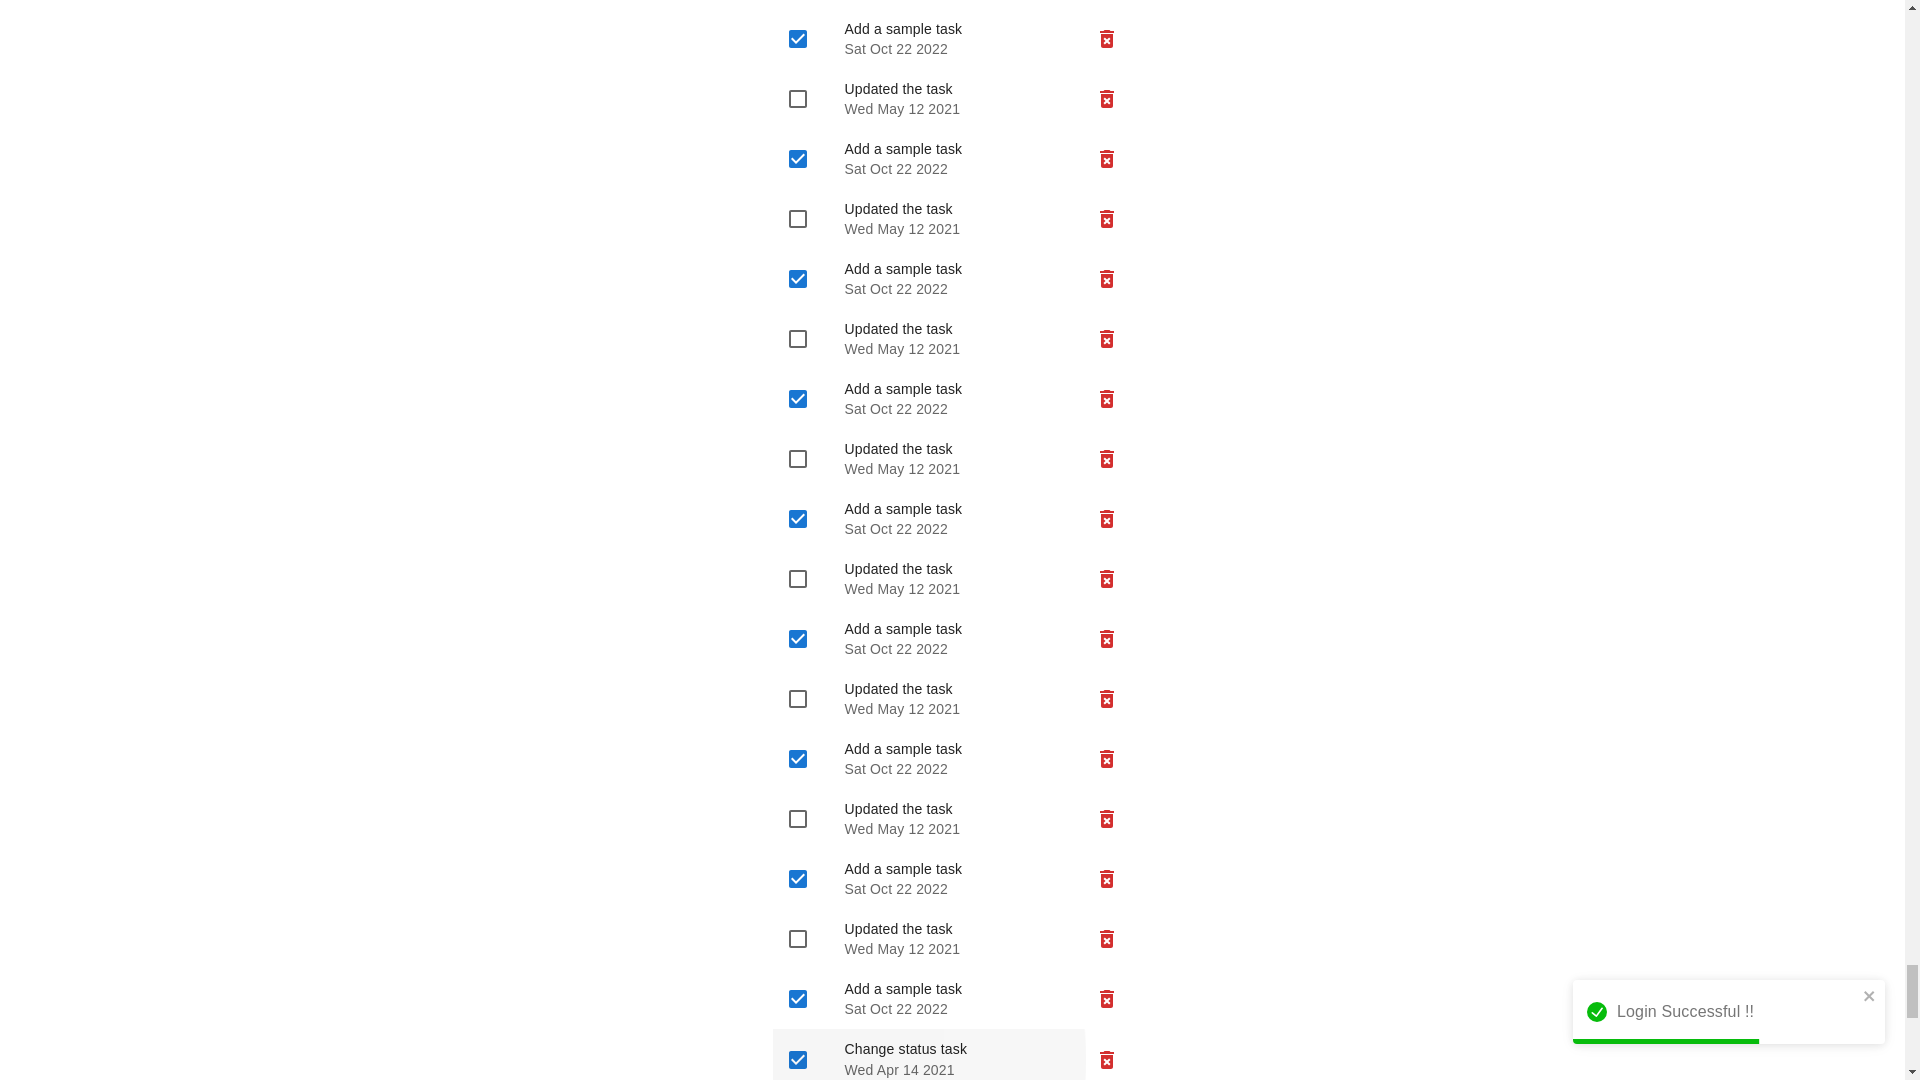 Add a sample task
Sat Oct 22 2022
Updated the task
Wed May 12 2021
Add a sample task
Sat Oct 22 2022
Updated the task
Wed May 12 2021
Add a sample task
Sat Oct 22 2022
Updated the task
Wed May 12 2021
Add a sample task
Sat Oct 22 2022
Updated the task
Wed May 12 2021
Add a sample task
Sat Oct 22 2022
Updated the task
Wed May 12 2021
Add a sample task
Sat Oct 22 2022
Updated the task
Wed May 12 2021
Add a sample task
Sat Oct 22 2022
Updated the task
Wed May 12 2021
Add a sample task
Sat Oct 22 2022
Updated the task
Wed May 12 2021
Add a sample task
Sat Oct 22 2022
Change status task
Wed Apr 14 2021
Login Successful !!